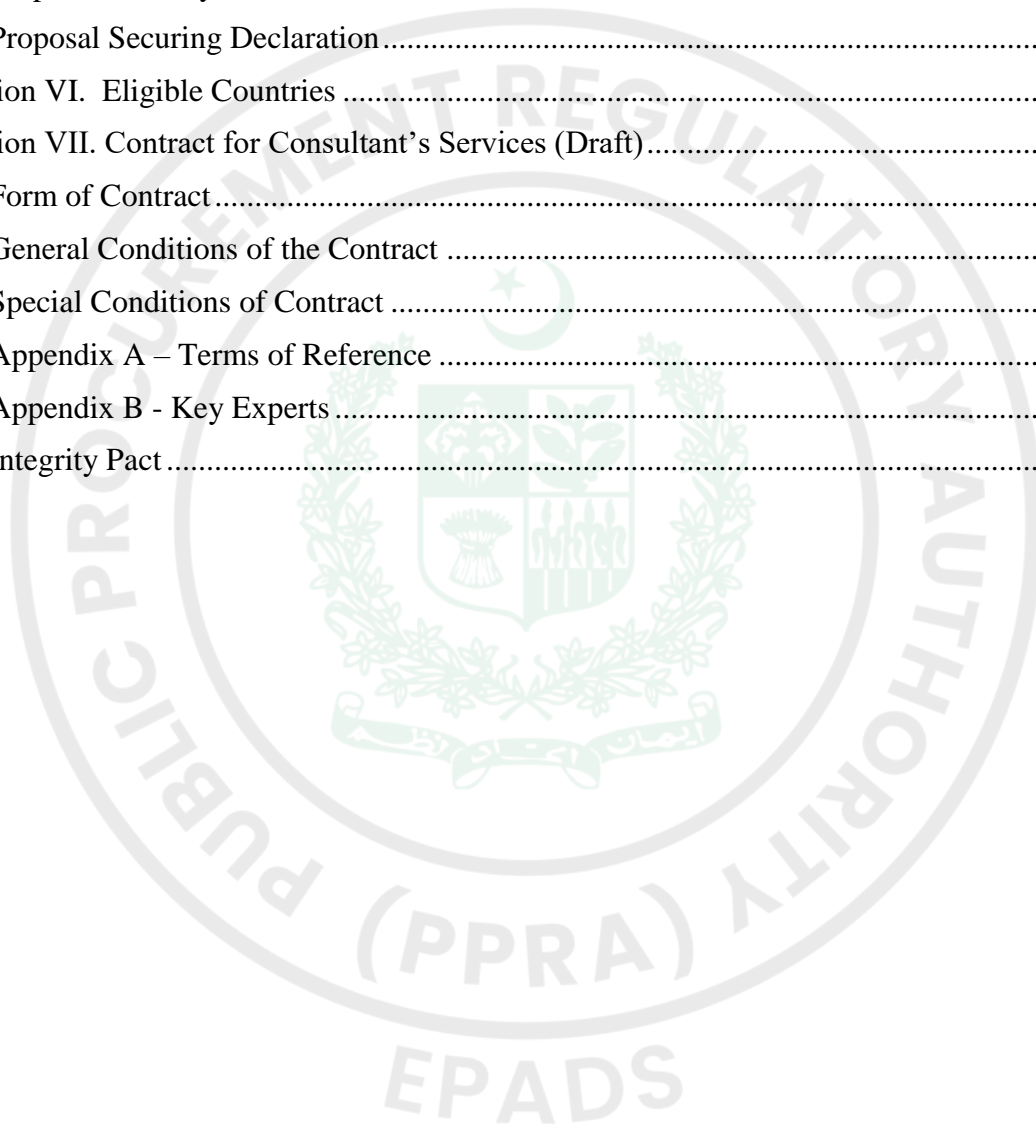 Proposal Securing Declaration........................................................................................
ion VI.  Eligible Countries ........................................................................................
ion VII. Contract for Consultant’s Services (Draft)........................................................
Form of Contract........................................................................................
General Conditions of the Contract ........................................................................
Special Conditions of Contract ........................................................................
Appendix A – Terms of Reference ........................................................................
Appendix B - Key Experts........................................................................
Integrity Pact........................................................................................
PUBLIC PROCUREMENT REGULATORY AUTHORITY
(PPRA)
EPADS